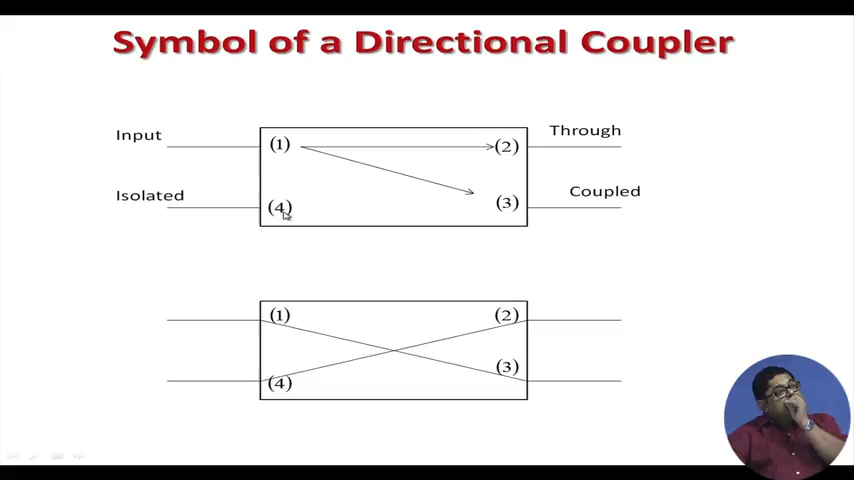 Symbol of a Directional Coupler
Input
(1)
(2)
Through
Isolated
(4)
(3)
Coupled
(1)
(2)
(4)
(3)